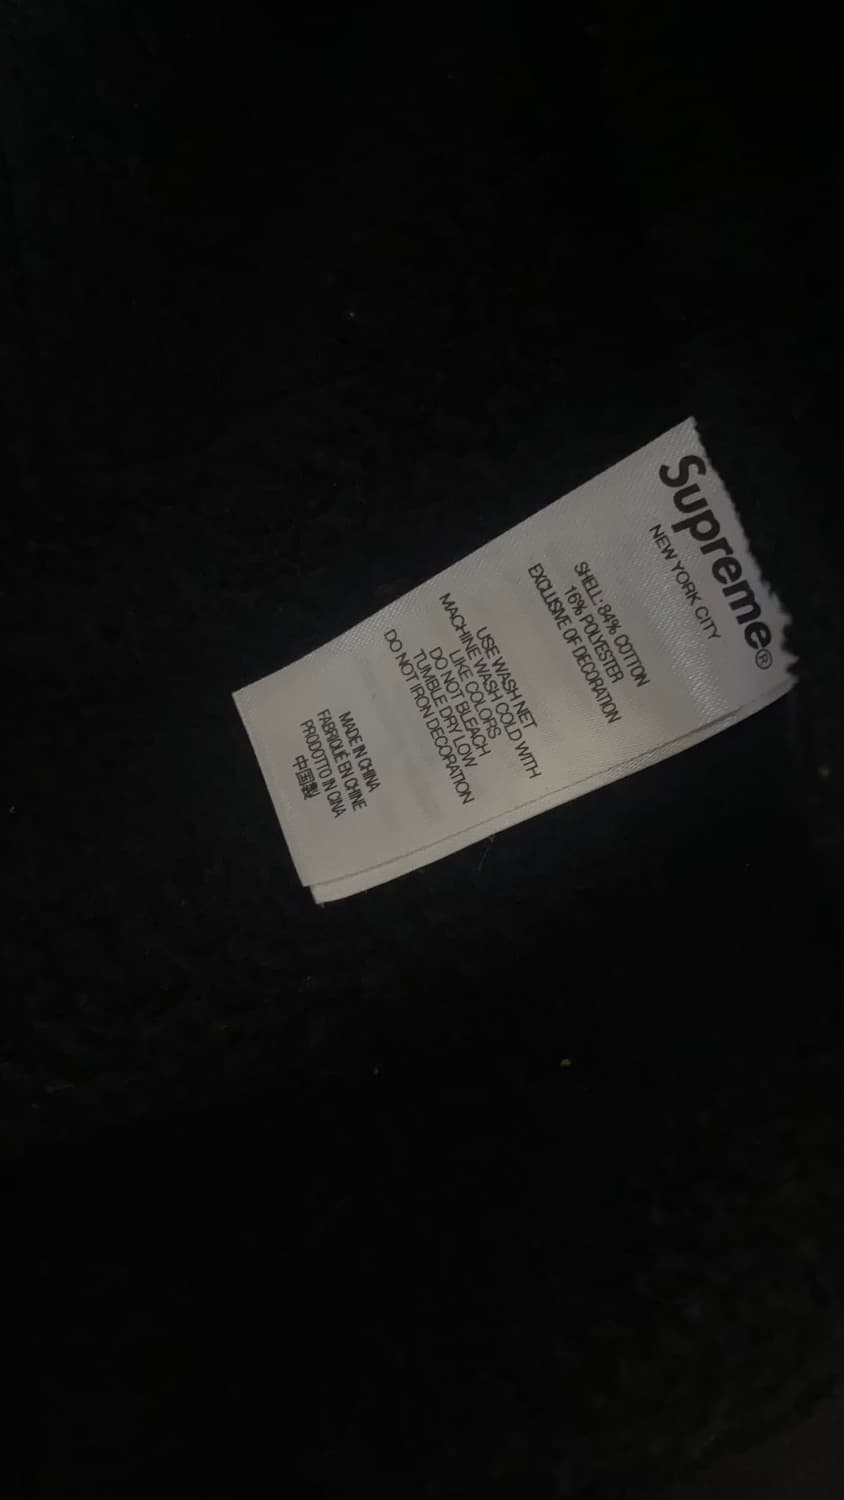 Supreme®
NEW YORK CITY
SHELL: 84% COTTON
16% POLYESTER
EXCLUSIVE OF DECORATION
USE WASH NET
MACHINE WASH COLD WITH
LIKE COLORS
DO NOT BLEACH
TUMBLE DRY LOW
DO NOT IRON DECORATION
MADE IN CHINA
FABRIQUÉ EN CHINE
PRODOTTO IN CINA
中国製